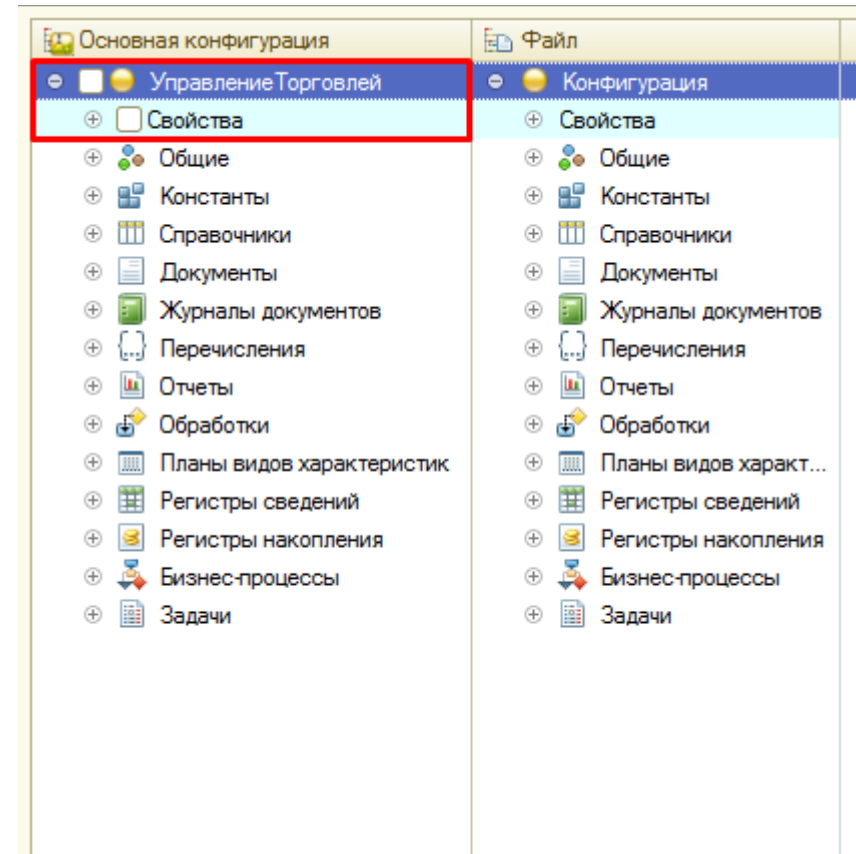 Основная конфигурация Файл
УправлениеТорговлей Конфигурация
Свойства Свойства
Общие Общие
Константы Константы
Справочники Справочники
Документы Документы
Журналы документов Журналы документов
{...} Перечисления {...} Перечисления
Отчеты Отчеты
Обработки Обработки
Планы видов характеристик Планы видов характ...
Регистры сведений Регистры сведений
Регистры накопления Регистры накопления
Бизнес-процессы Бизнес-процессы
Задачи Задачи